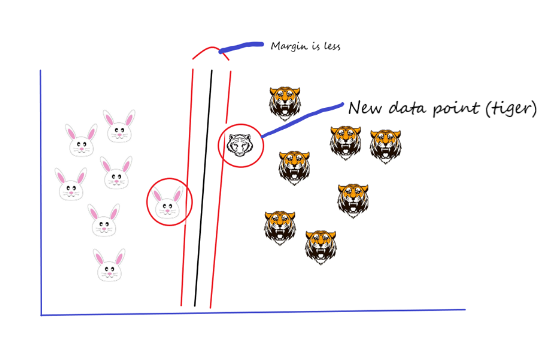 Margin is less
New data point (tiger)